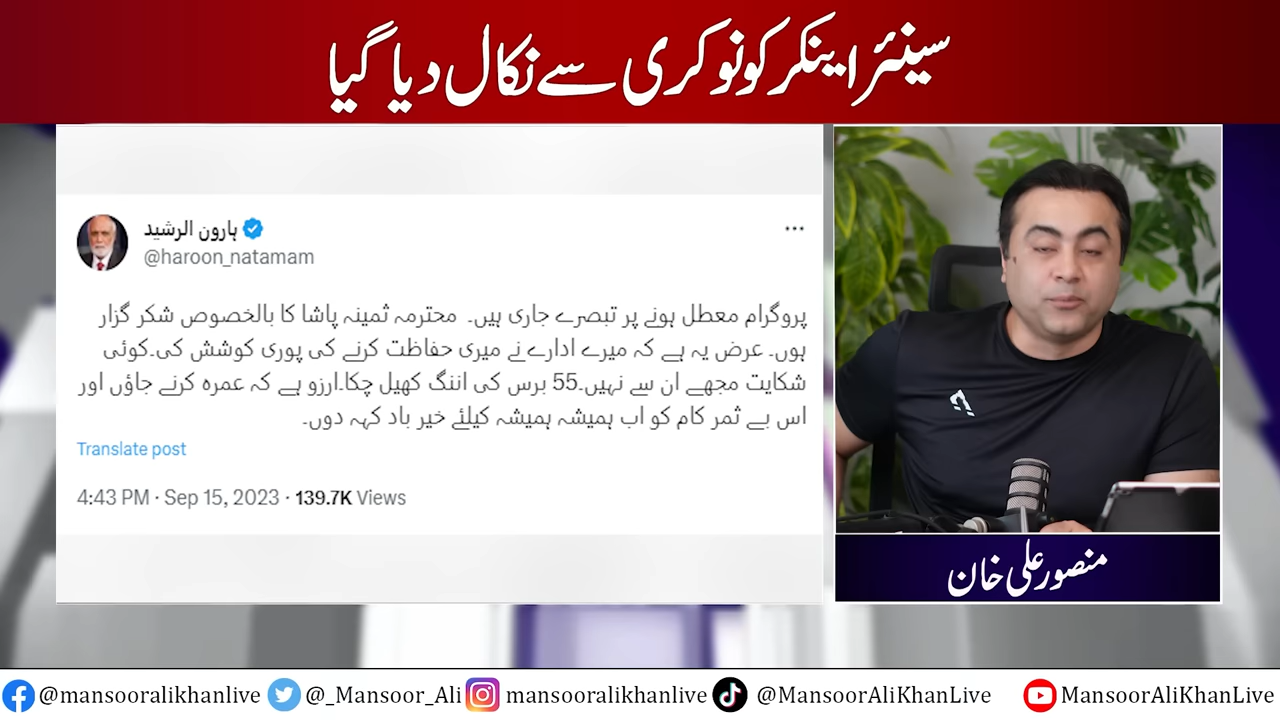 سینئر اینکر کو نوکری سے نکال دیا گیا
ہارون الرشید
@haroon_natamam
پروگرام معطل ہونے پر تبصرے جاری ہیں۔ محترمہ ثمینہ پاشا کا بالخصوص شکر گزار
ہوں۔ عرض یہ ہے کہ میرے ادارے نے میری حفاظت کرنے کی پوری کوشش کی۔کوئی
شکایت مجھے ان سے نہیں۔55 برس کی اننگ کھیل چکا۔ارزو ہے کہ عمرہ کرنے جاؤں اور
اس بے ثمر کام کو اب ہمیشہ ہمیشہ کیلئے خیر باد کہہ دوں۔
Translate post
4:43 PM · Sep 15, 2023 · 139.7K Views
منصور علی خان
@mansooralikhanlive @_Mansoor_Ali mansooralikhanlive @MansoorAliKhanLive MansoorAliKhanLive